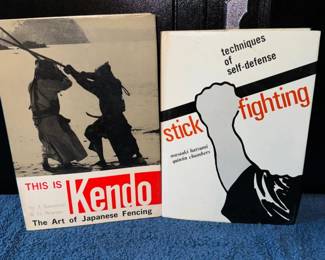 THIS IS
Kendo
The Art of Japanese Fencing
techniques
of
self-defense
stick
fighting
masaaki hatsumi
quintin chambers